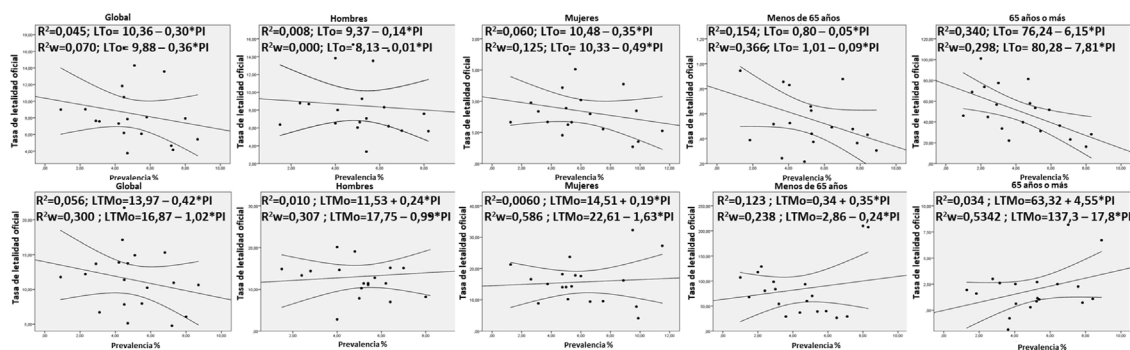 Global
R²=0,045; LTo= 10,36 – 0,30*PI
R²w=0,070; LTo= 9,88 – 0,36*PI
Tasa de letalidad oficial
Prevalencia %
Hombres
R²=0,008; LTo= 9,37 – 0,14*PI
R²w=0,000; LTo= 8,13 – ,01*PI
Tasa de letalidad oficial
Prevalencia %
Mujeres
R²=0,060; LTo= 10,48 – 0,35*PI
R²w=0,125; LTo= 10,33 – 0,49*PI
Tasa de letalidad oficial
Prevalencia %
Menos de 65 años
R²=0,154; LTo= 0,80 – 0,05*PI
R²w=0,366; LTo= 1,01 – 0,09*PI
Tasa de letalidad oficial
Prevalencia %
65 años o más
R²=0,340; LTo= 76,24 – 6,15*PI
R²w=0,298; LTo= 80,28 – 7,81*PI
Tasa de letalidad oficial
Prevalencia %
Global
R²=0,056; LTMo=13,97 – 0,42*PI
R²w=0,300 ; LTMo=16,87 – 1,02*PI
Tasa de letalidad oficial
Prevalencia %
Hombres
R²=0,010 ; LTMo=11,53 + 0,24*PI
R²w=0,307 ; LTMo=17,75 – 0,99*PI
Tasa de letalidad oficial
Prevalencia %
Mujeres
R²=0,0060 ; LTMo=14,51 + 0,19*PI
R²w=0,586 ; LTMo=22,61 – 1,63*PI
Tasa de letalidad oficial
Prevalencia %
Menos de 65 años
R²=0,123 ; LTMo=0,34 + 0,35*PI
R²w=0,238 ; LTMo=2,86 – 0,24*PI
Tasa de letalidad oficial
Prevalencia %
65 años o más
R²=0,034 ; LTMo=63,32 + 4,55*PI
R²w=0,5342 ; LTMo=137,3 – 17,8*PI
Tasa de letalidad oficial
Prevalencia %